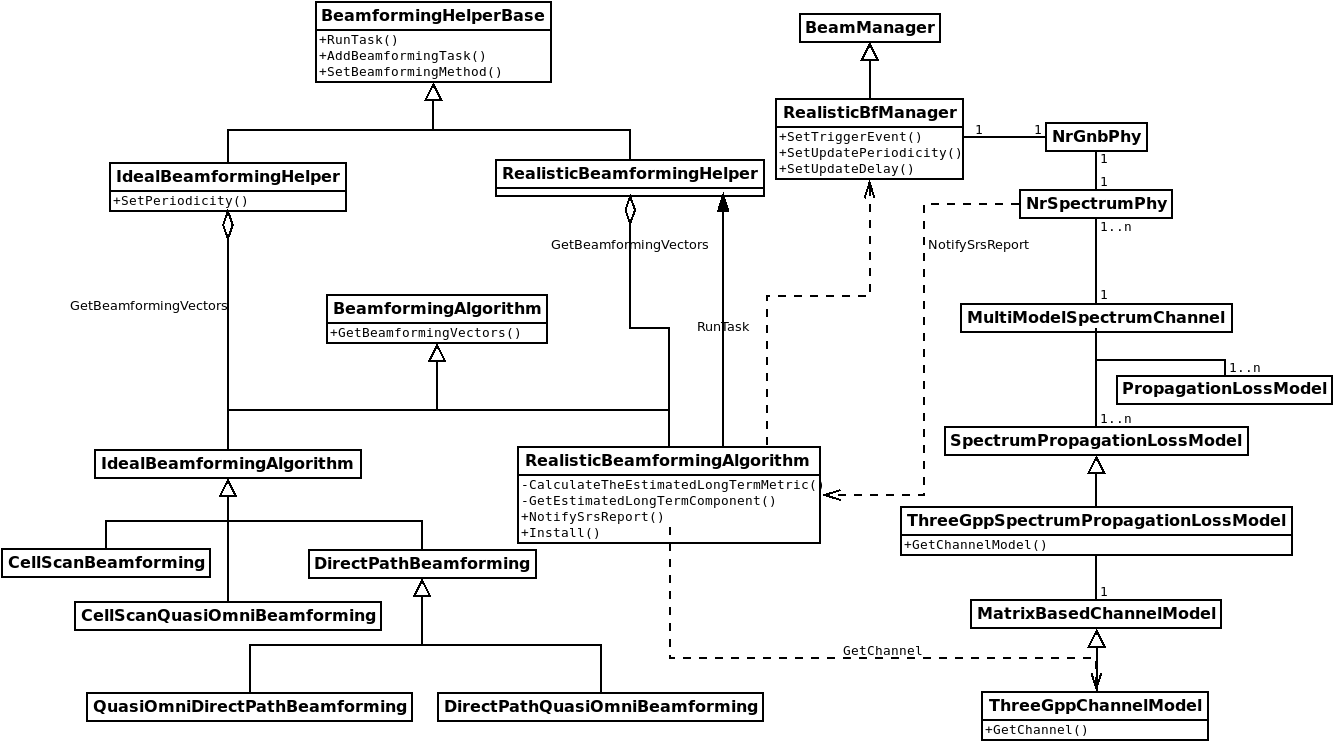 BeamformingHelperBase
+RunTask()
+AddBeamformingTask()
+SetBeamformingMethod()
BeamManager
RealisticBfManager
+SetTriggerEvent()
+SetUpdatePeriodicity()
+SetUpdateDelay()
1
1
NrGnbPhy
1
1
NrSpectrumPhy
1..n
IdealBeamformingHelper
+SetPeriodicity()
RealisticBeamformingHelper
GetBeamformingVectors
NotifySrsReport
GetBeamformingVectors
BeamformingAlgorithm
+GetBeamformingVectors()
RunTask
1
MultiModelSpectrumChannel
1..n
PropagationLossModel
1..n
SpectrumPropagationLossModel
IdealBeamformingAlgorithm
RealisticBeamformingAlgorithm
-CalculateTheEstimatedLongTermMetric()
-GetEstimatedLongTermComponent()
+NotifySrsReport()
+Install()
ThreeGppSpectrumPropagationLossModel
+GetChannelModel()
CellScanBeamforming
DirectPathBeamforming
1
CellScanQuasiOmniBeamforming
MatrixBasedChannelModel
GetChannel
QuasiOmniDirectPathBeamforming
DirectPathQuasiOmniBeamforming
ThreeGppChannelModel
+GetChannel()